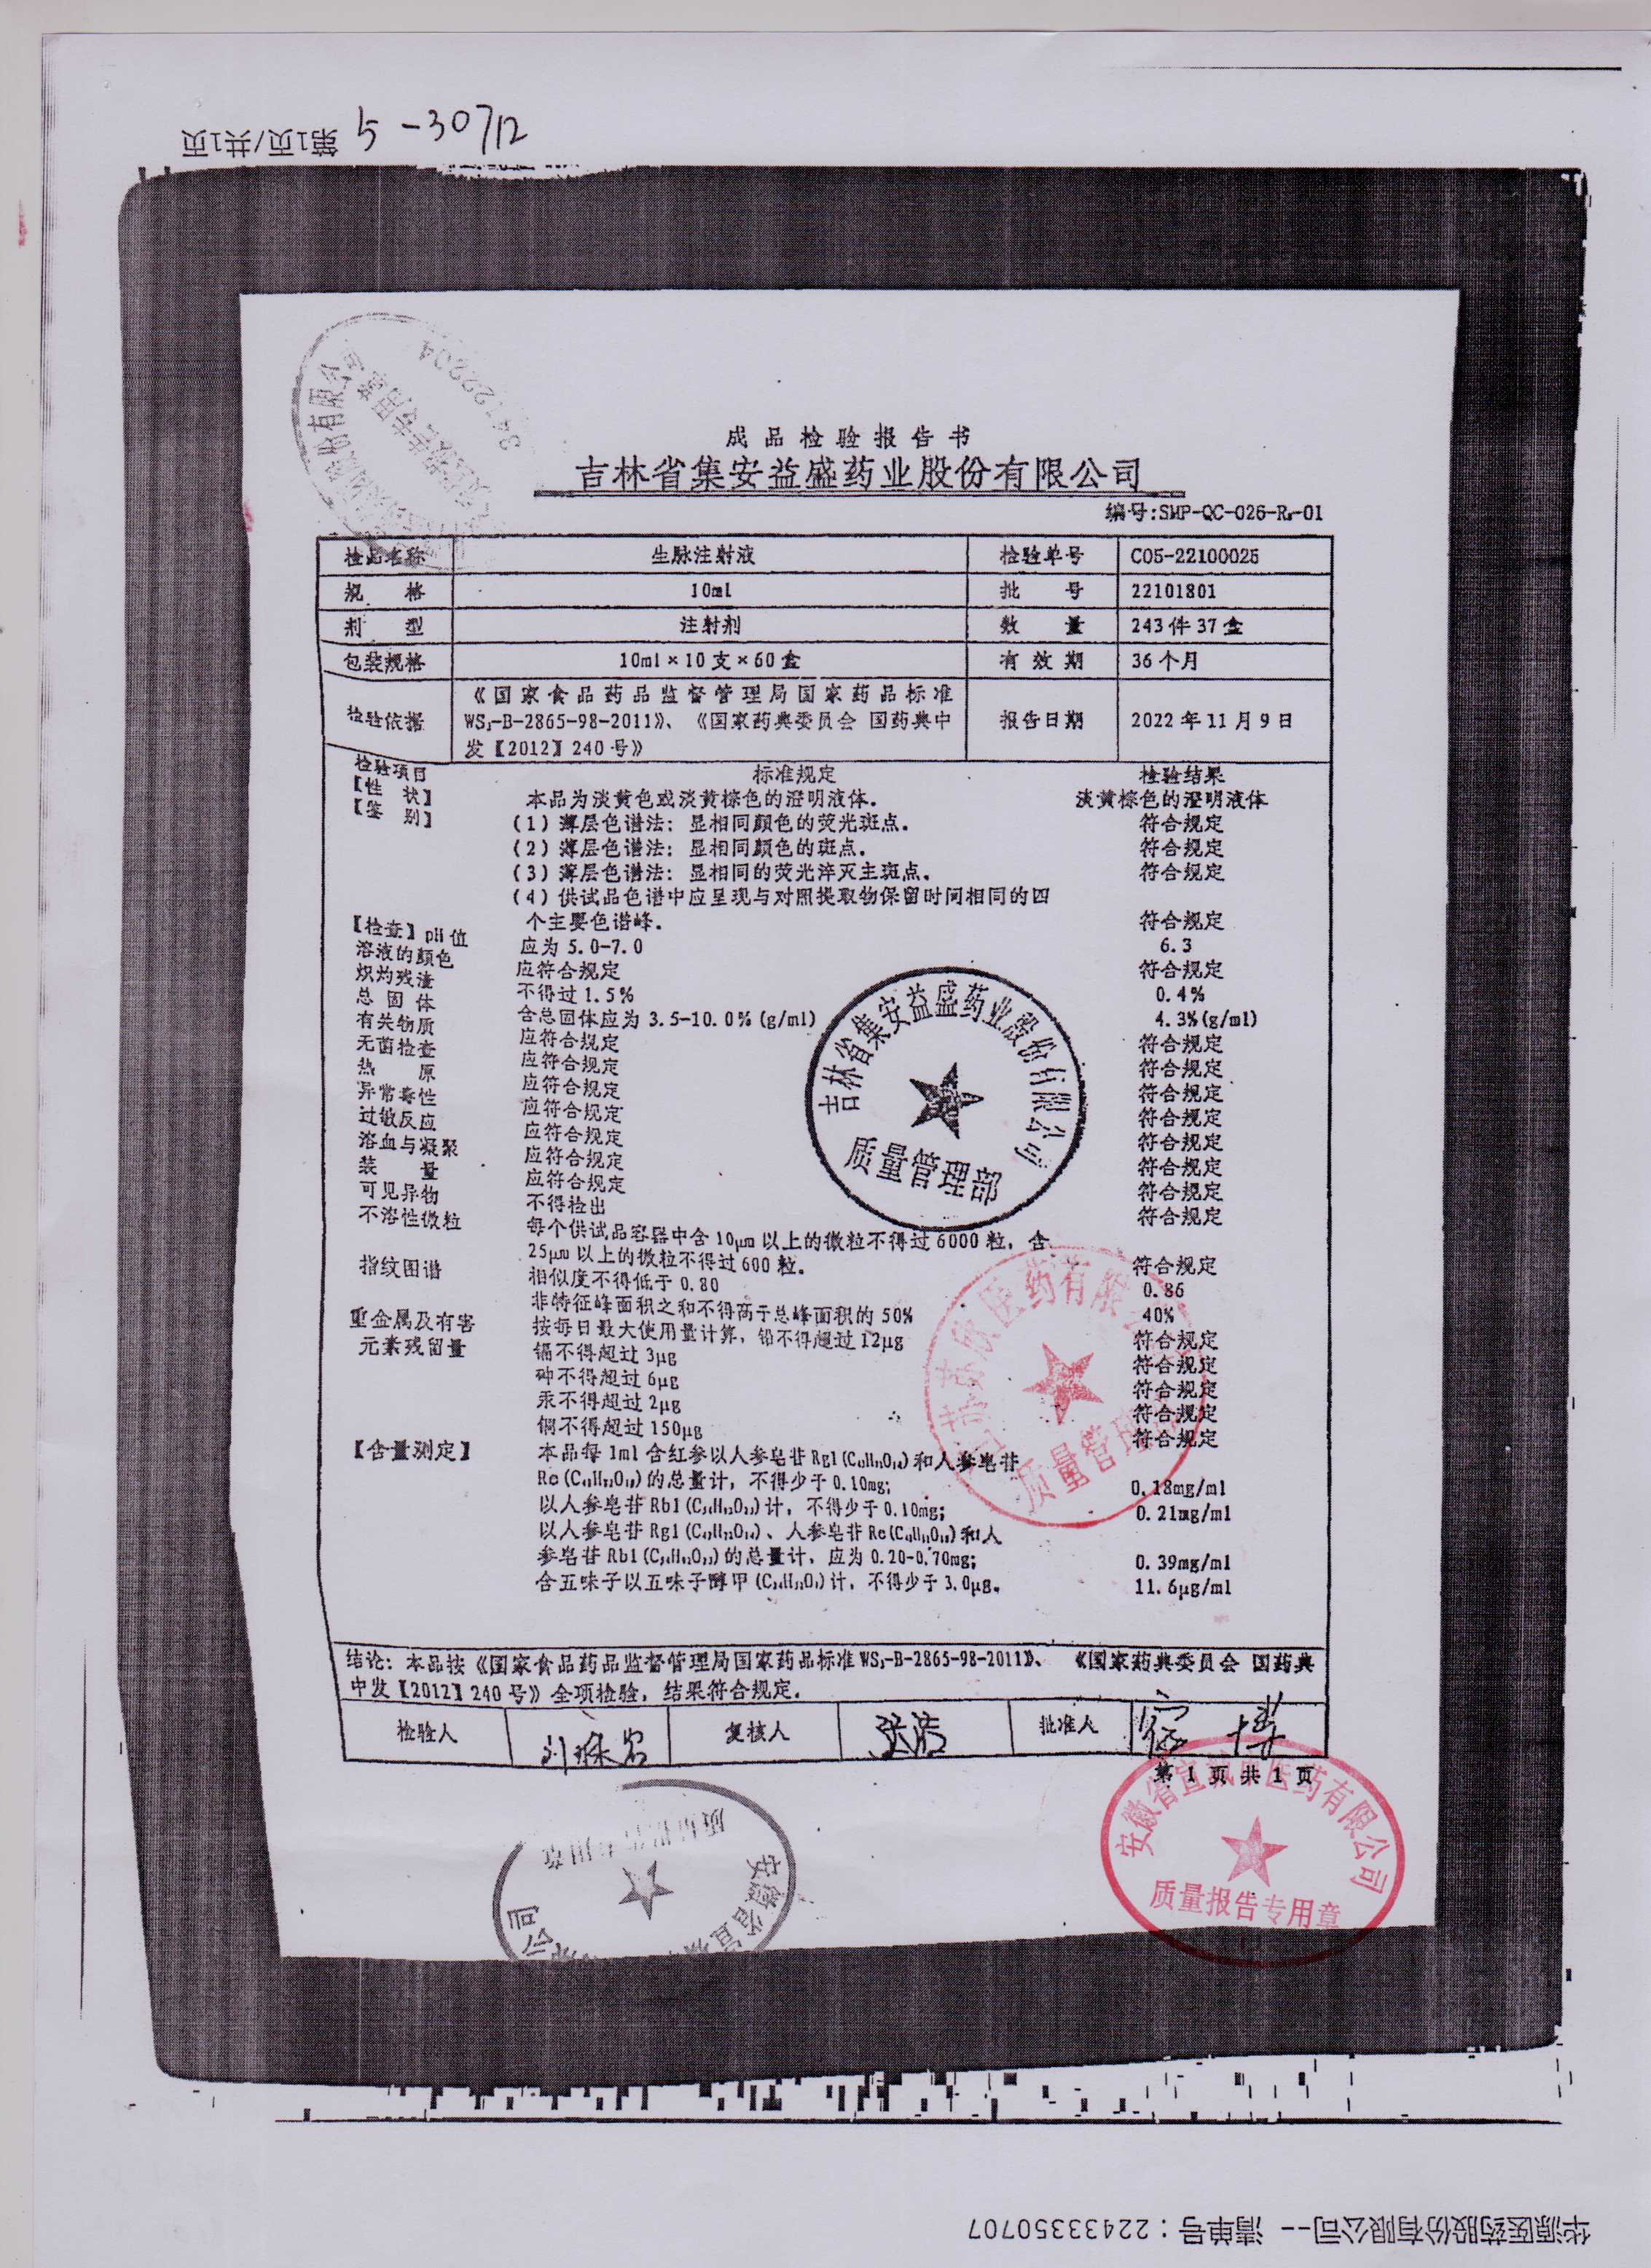 第1页/共1页 5-30712
成品检验报告书
吉林省集安益盛药业股份有限公司
编号:SMP-QC-026-R-01
检品名称 生脉注射液 检验单号 C05-22100025
规 格 10ml 批 号 22101801
剂 型 注射剂 数 量 243件37盒
包装规格 10ml×10支×60盒 有 效 期 36个月
检验依据 《国家食品药品监督管理局国家药品标准 WS₃-B-2865-98-2011》、《国家药典委员会 国药典中发【2012】240号》 报告日期 2022年11月9日
检验项目 标准规定 检验结果
【性 状】 本品为淡黄色或淡黄棕色的澄明液体. 淡黄棕色的澄明液体
【鉴 别】 (1)薄层色谱法: 显相同颜色的荧光斑点. 符合规定
(2)薄层色谱法: 显相同颜色的斑点. 符合规定
(3)薄层色谱法: 显相同的荧光淬灭主斑点. 符合规定
(4)供试品色谱中应呈现与对照提取物保留时间相同的四
个主要色谱峰. 符合规定
【检查】pH值 应为5.0-7.0 6.3
溶液的颜色 应符合规定 符合规定
炽灼残渣 不得过1.5% 0.4%
总 固 体 含总固体应为3.5-10.0%(g/ml) 4.3%(g/ml)
有关物质 应符合规定 符合规定
无菌检查 应符合规定 符合规定
热 原 应符合规定 符合规定
异常毒性 应符合规定 符合规定
过敏反应 应符合规定 符合规定
溶血与凝聚 应符合规定 符合规定
装 量 应符合规定 符合规定
可见异物 不得检出 符合规定
不溶性微粒 每个供试品容器中含10μm以上的微粒不得过6000粒, 含
25μm以上的微粒不得过600粒. 符合规定
指纹图谱 相似度不得低于0.80 0.86
非特征峰面积之和不得高于总峰面积的50% 40%
重金属及有害 按每日最大使用量计算, 铅不得超过12μg 符合规定
元素残留量 镉不得超过3μg 符合规定
砷不得超过6μg 符合规定
汞不得超过2μg 符合规定
铜不得超过150μg 符合规定
【含量测定】 本品每1ml含红参以人参皂苷Rg1和人参皂苷
Re的总量计, 不得少于0.10mg; 0.18mg/ml
以人参皂苷Rb1计, 不得少于0.10mg; 0.21mg/ml
以人参皂苷Rg1、人参皂苷Re和人
参皂苷Rb1的总量计, 应为0.20-0.70mg; 0.39mg/ml
含五味子以五味子醇甲计, 不得少于3.0μg. 11.6μg/ml
吉林省集安益盛药业股份有限公司
质量管理部
医药有限
质量管理
结论: 本品按《国家食品药品监督管理局国家药品标准WS₃-B-2865-98-2011》、《国家药典委员会 国药典
中发【2012】240号》全项检验, 结果符合规定.
检验人 复核人 张洁 批准人
第 1 页 共 1 页
安徽省宣城 医药有限公司
质量报告专用章
华源医药股份有限公司-- 清单号：22433350707